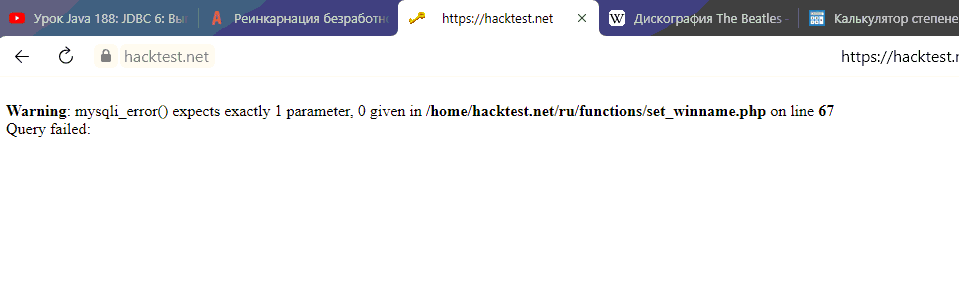 Урок Java 188: JDBC 6: Вы
Реинкарнация безработн
https://hacktest.net
Дискография The Beatles –
Калькулятор степене
hacktest.net
https://hacktest.r
Warning: mysqli_error() expects exactly 1 parameter, 0 given in /home/hacktest.net/ru/functions/set_winname.php on line 67
Query failed: